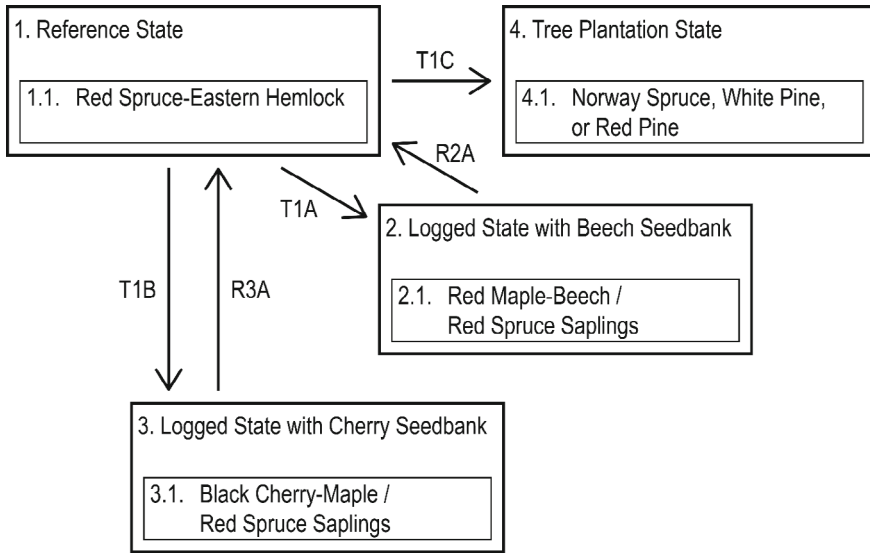 1. Reference State
1.1. Red Spruce-Eastern Hemlock
T1C
4. Tree Plantation State
4.1. Norway Spruce, White Pine,
or Red Pine
R2A
T1A
2. Logged State with Beech Seedbank
2.1. Red Maple-Beech /
Red Spruce Saplings
T1B
R3A
3. Logged State with Cherry Seedbank
3.1. Black Cherry-Maple /
Red Spruce Saplings